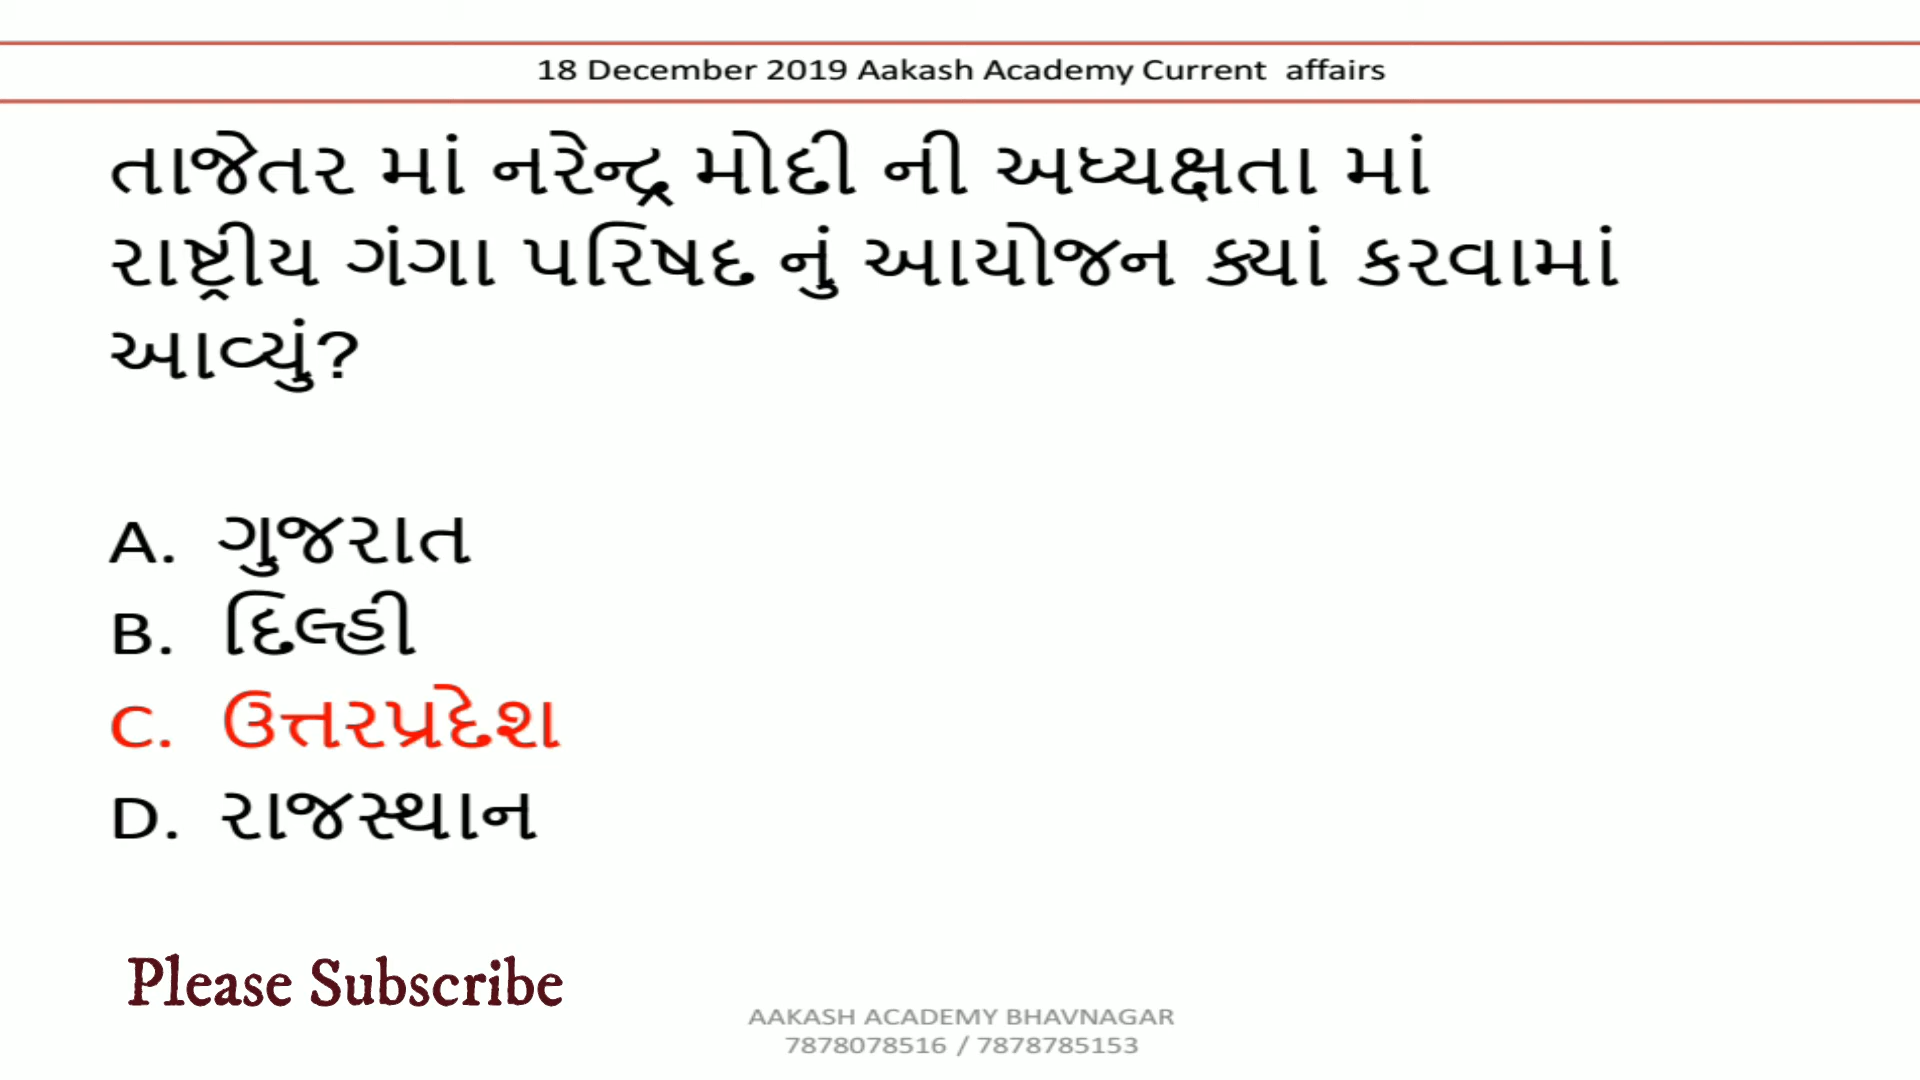 18 December 2019 Aakash Academy Current affairs
તાજેતર માં નરેન્દ્ર મોદી ની અધ્યક્ષતા માં
રાષ્ટ્રીય ગંગા પરિષદ નું આયોજન ક્યાં કરવામાં
આવ્યું?
A. ગુજરાત
B. દિલ્હી
C. ઉત્તરપ્રદેશ
D. રાજસ્થાન
Please Subscribe
AAKASH ACADEMY BHAVNAGAR
7878078516 / 7878785153